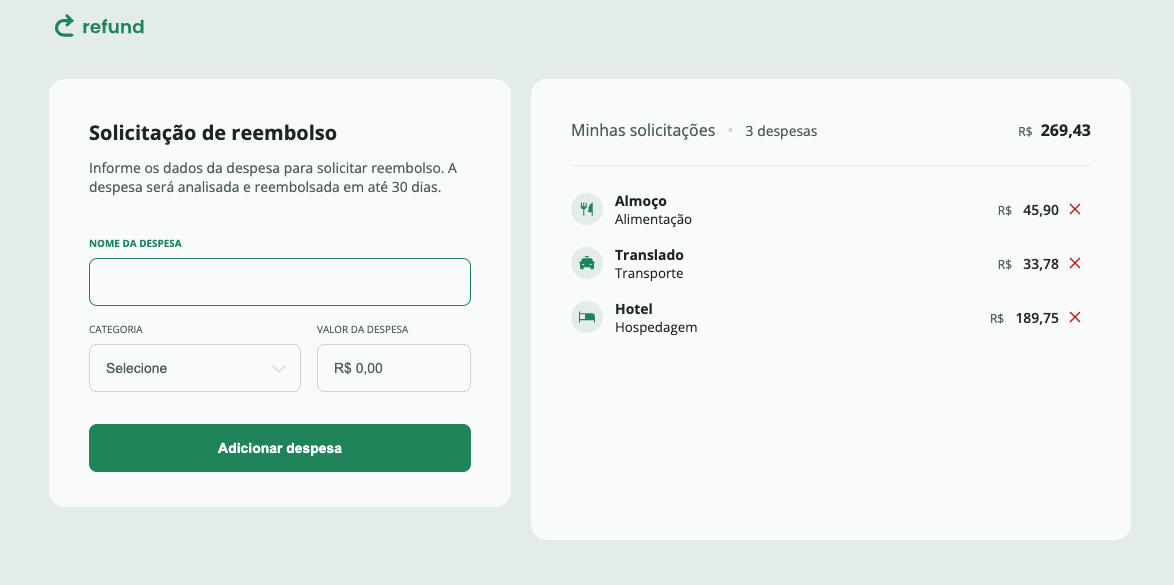 refund
Solicitação de reembolso
Informe os dados da despesa para solicitar reembolso. A
despesa será analisada e reembolsada em até 30 dias.
NOME DA DESPESA
CATEGORIA VALOR DA DESPESA
Selecione R$ 0,00
Adicionar despesa
Minhas solicitações • 3 despesas R$ 269,43
Almoço
Alimentação
R$ 45,90
Translado
Transporte
R$ 33,78
Hotel
Hospedagem
R$ 189,75